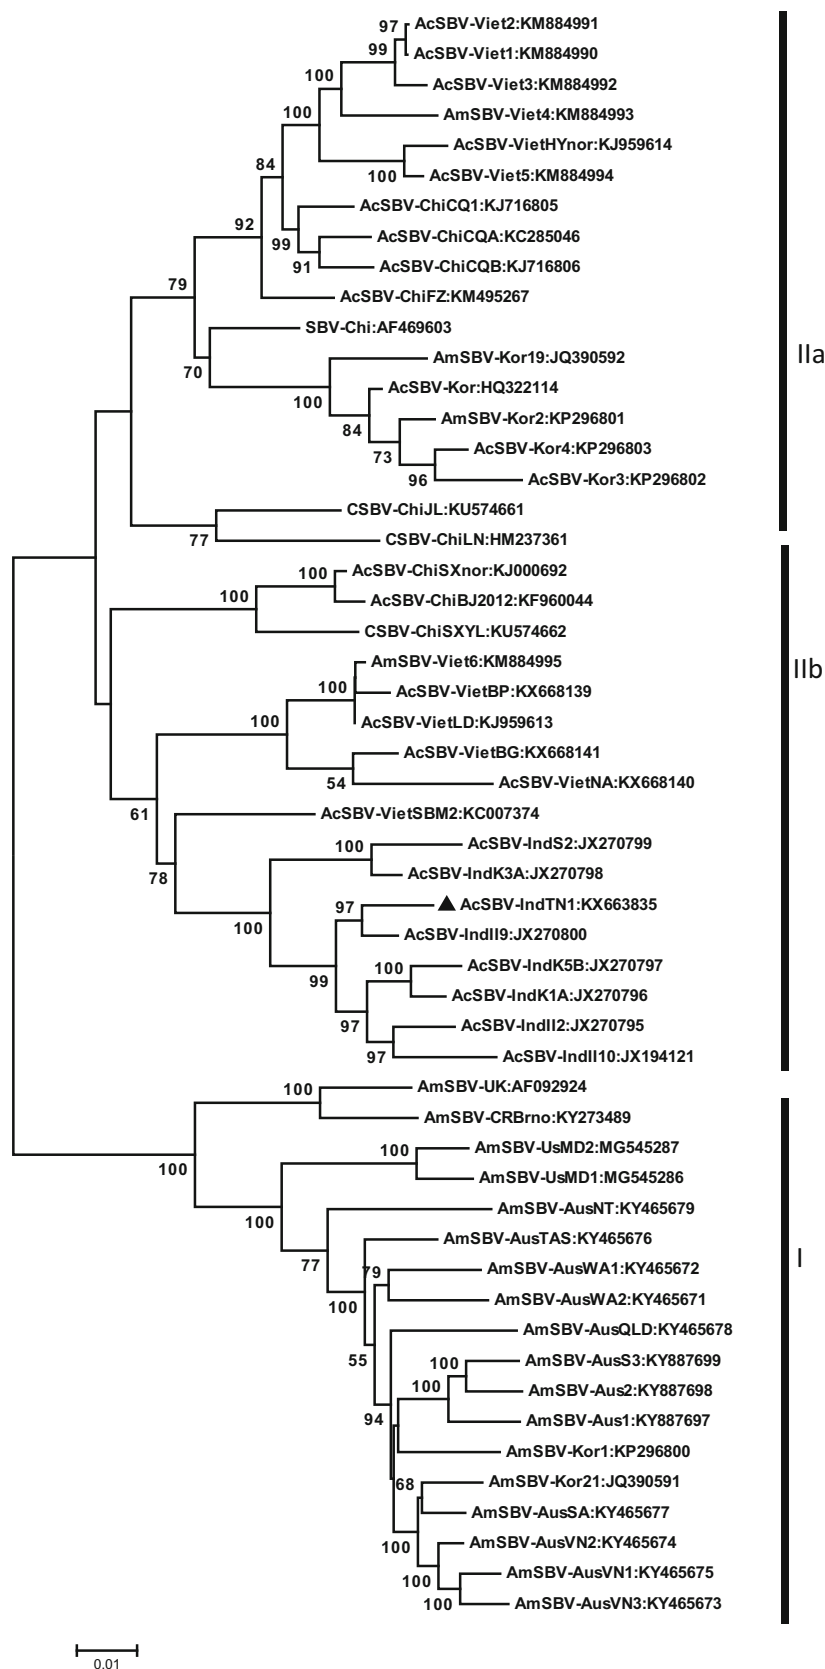 97
AcSBV-Viet2:KM884991
99
AcSBV-Viet1:KM884990
100
AcSBV-Viet3:KM884992
100
AmSBV-Viet4:KM884993
AcSBV-VietHYnor:KJ959614
84
100
AcSBV-Viet5:KM884994
AcSBV-ChiCQ1:KJ716805
92
99
AcSBV-ChiCQA:KC285046
91
AcSBV-ChiCQB:KJ716806
79
AcSBV-ChiFZ:KM495267
SBV-Chi:AF469603
IIa
70
AmSBV-Kor19:JQ390592
100
AcSBV-Kor:HQ322114
84
AmSBV-Kor2:KP296801
73
AcSBV-Kor4:KP296803
96
AcSBV-Kor3:KP296802
CSBV-ChiJL:KU574661
77
CSBV-ChiLN:HM237361
100
AcSBV-ChiSXnor:KJ000692
100
AcSBV-ChiBJ2012:KF960044
CSBV-ChiSXYL:KU574662
AmSBV-Viet6:KM884995
IIb
100
AcSBV-VietBP:KX668139
100
AcSBV-VietLD:KJ959613
AcSBV-VietBG:KX668141
54
AcSBV-VietNA:KX668140
61
AcSBV-VietSBM2:KC007374
100
AcSBV-IndS2:JX270799
78
AcSBV-IndK3A:JX270798
97
AcSBV-IndTN1:KX663835
100
AcSBV-IndII9:JX270800
99
100
AcSBV-IndK5B:JX270797
AcSBV-IndK1A:JX270796
97
AcSBV-IndII2:JX270795
97
AcSBV-IndII10:JX194121
100
AmSBV-UK:AF092924
AmSBV-CRBrno:KY273489
100
100
AmSBV-UsMD2:MG545287
AmSBV-UsMD1:MG545286
100
AmSBV-AusNT:KY465679
77
AmSBV-AusTAS:KY465676
I
79
AmSBV-AusWA1:KY465672
100
AmSBV-AusWA2:KY465671
AmSBV-AusQLD:KY465678
55
100
AmSBV-AusS3:KY887699
100
AmSBV-Aus2:KY887698
94
AmSBV-Aus1:KY887697
AmSBV-Kor1:KP296800
68
AmSBV-Kor21:JQ390591
AmSBV-AusSA:KY465677
100
AmSBV-AusVN2:KY465674
100
AmSBV-AusVN1:KY465675
100
AmSBV-AusVN3:KY465673
0.01